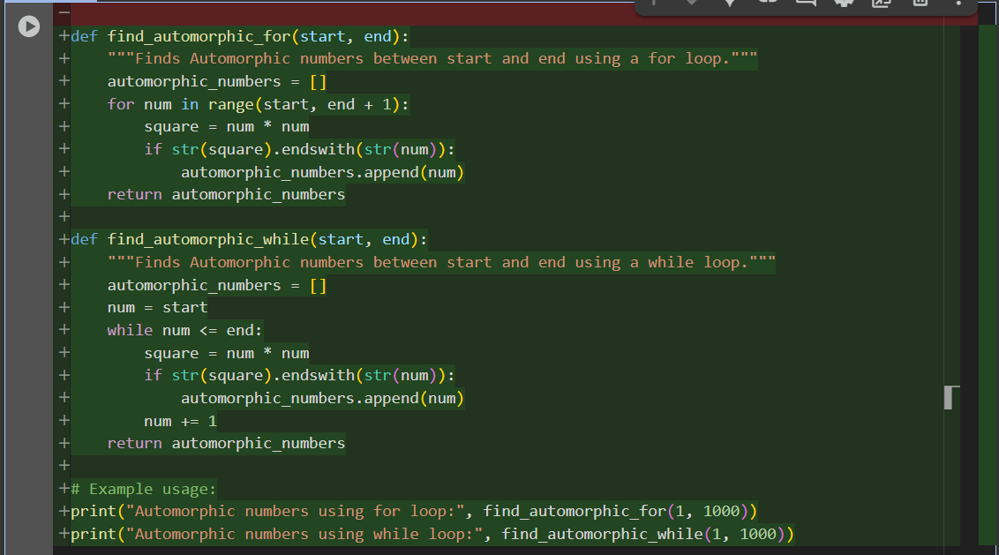 −
+def find_automorphic_for(start, end):
+    """Finds Automorphic numbers between start and end using a for loop."""
+    automorphic_numbers = []
+    for num in range(start, end + 1):
+        square = num * num
+        if str(square).endswith(str(num)):
+            automorphic_numbers.append(num)
+    return automorphic_numbers
+
+def find_automorphic_while(start, end):
+    """Finds Automorphic numbers between start and end using a while loop."""
+    automorphic_numbers = []
+    num = start
+    while num <= end:
+        square = num * num
+        if str(square).endswith(str(num)):
+            automorphic_numbers.append(num)
+        num += 1
+    return automorphic_numbers
+
+# Example usage:
+print("Automorphic numbers using for loop:", find_automorphic_for(1, 1000))
+print("Automorphic numbers using while loop:", find_automorphic_while(1, 1000))